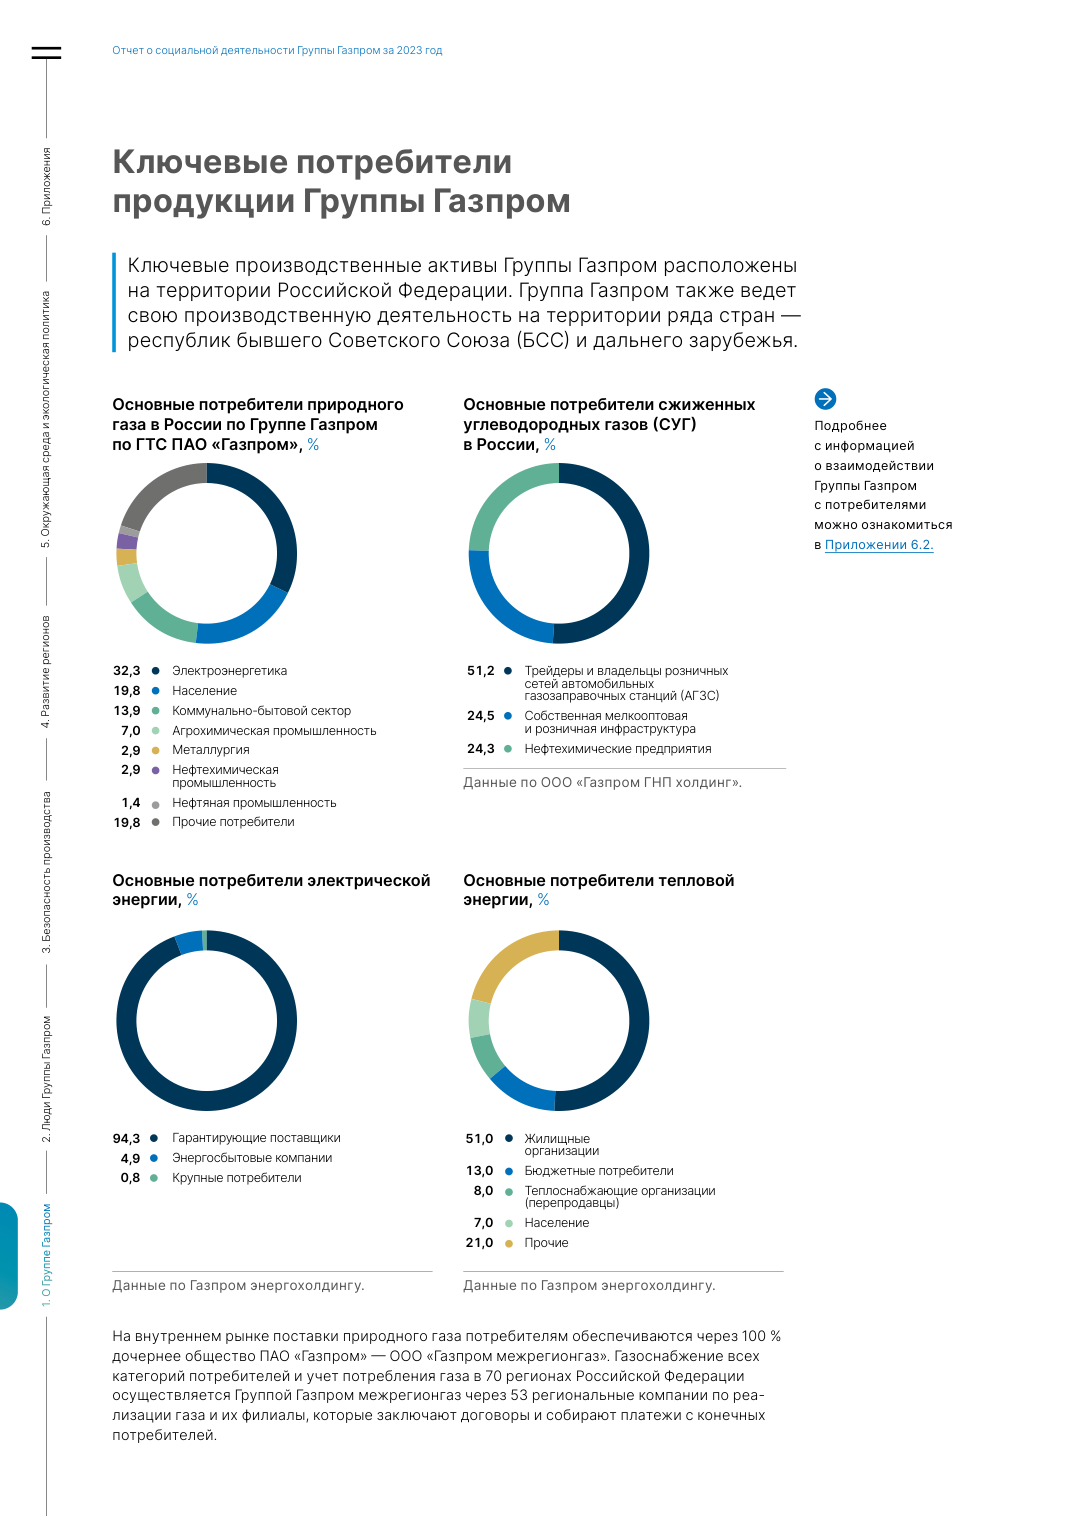 Отчет о социальной деятельности Группы Газпром за 2023 год
6. Приложения
5. Окружающая среда и экологическая политика
4. Развитие регионов
3. Безопасность производства
2. Люди Группы Газпром
1. О Группе Газпром
Ключевые потребители
продукции Группы Газпром
Ключевые производственные активы Группы Газпром расположены
на территории Российской Федерации. Группа Газпром также ведет
свою производственную деятельность на территории ряда стран —
республик бывшего Советского Союза (БСС) и дальнего зарубежья.
Основные потребители природного
газа в России по Группе Газпром
по ГТС ПАО «Газпром», %
32,3 Электроэнергетика
19,8 Население
13,9 Коммунально-бытовой сектор
7,0 Агрохимическая промышленность
2,9 Металлургия
2,9 Нефтехимическая
промышленность
1,4 Нефтяная промышленность
19,8 Прочие потребители
Основные потребители сжиженных
углеводородных газов (СУГ)
в России, %
51,2 Трейдеры и владельцы розничных
сетей автомобильных
газозаправочных станций (АГЗС)
24,5 Собственная мелкооптовая
и розничная инфраструктура
24,3 Нефтехимические предприятия
Данные по ООО «Газпром ГНП холдинг».
Подробнее
с информацией
о взаимодействии
Группы Газпром
с потребителями
можно ознакомиться
в Приложении 6.2.
Основные потребители электрической
энергии, %
94,3 Гарантирующие поставщики
4,9 Энергосбытовые компании
0,8 Крупные потребители
Данные по Газпром энергохолдингу.
Основные потребители тепловой
энергии, %
51,0 Жилищные
организации
13,0 Бюджетные потребители
8,0 Теплоснабжающие организации
(перепродавцы)
7,0 Население
21,0 Прочие
Данные по Газпром энергохолдингу.
На внутреннем рынке поставки природного газа потребителям обеспечиваются через 100 %
дочернее общество ПАО «Газпром» — ООО «Газпром межрегионгаз». Газоснабжение всех
категорий потребителей и учет потребления газа в 70 регионах Российской Федерации
осуществляется Группой Газпром межрегионгаз через 53 региональные компании по реа-
лизации газа и их филиалы, которые заключают договоры и собирают платежи с конечных
потребителей.